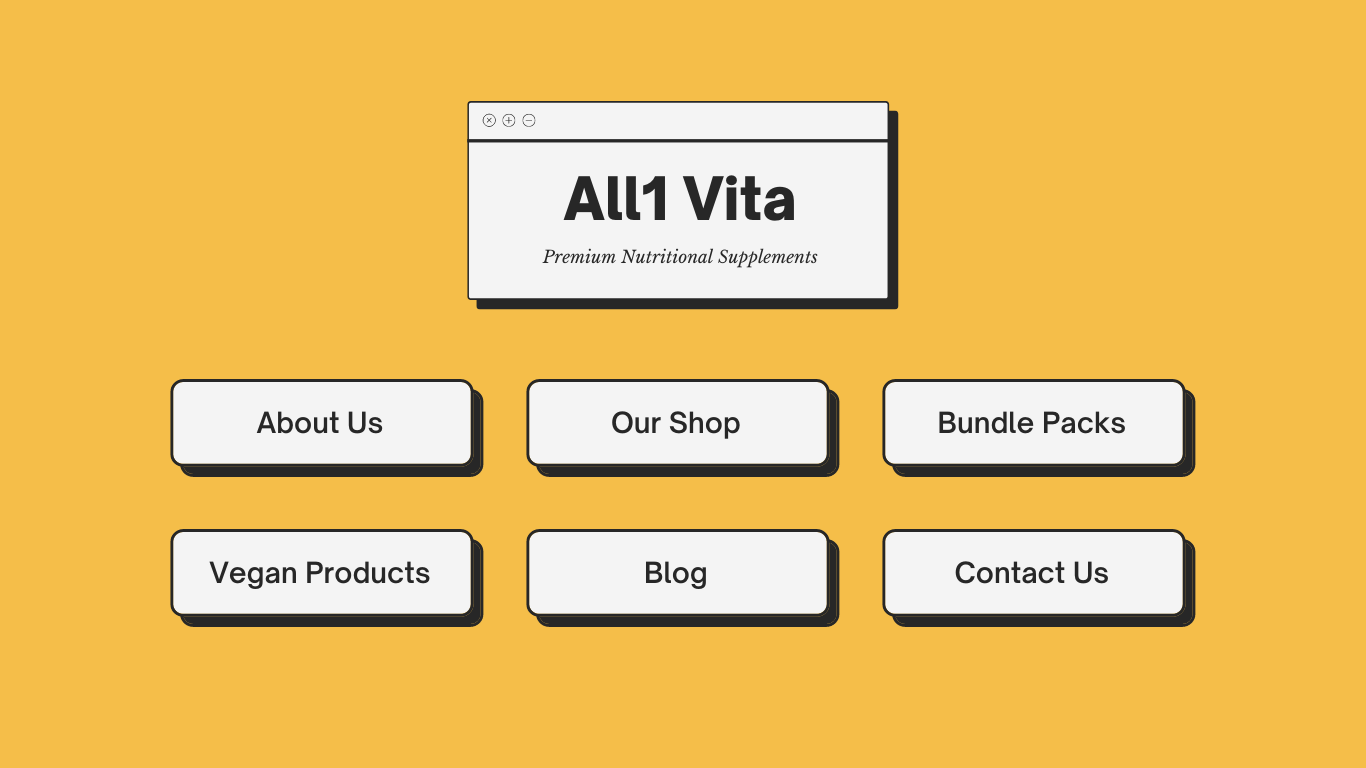 All1 Vita
Premium Nutritional Supplements
About Us
Our Shop
Bundle Packs
Vegan Products
Blog
Contact Us